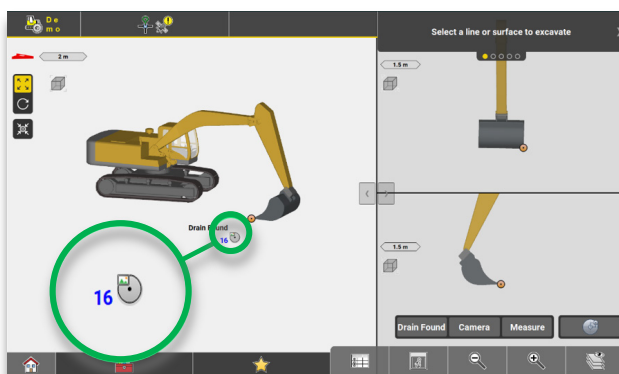 De
mo
Select a line or surface to excavate
2 m
1.5 m
Drain Found
16
16
1.5 m
Drain Found
Camera
Measure